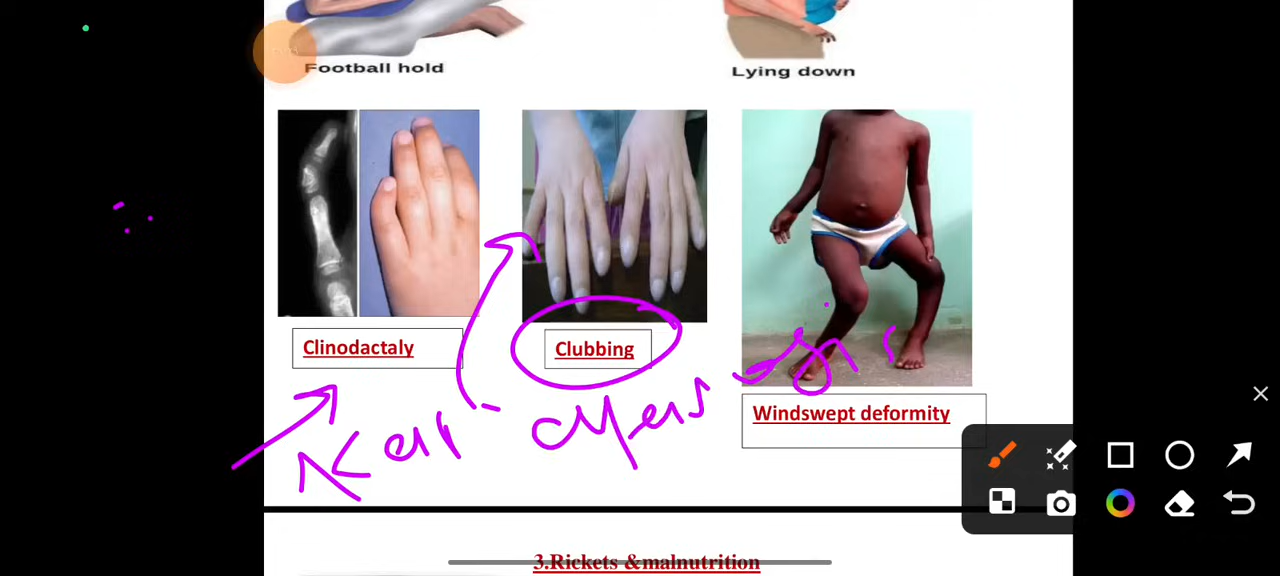 Football hold
Lying down
Clinodactaly
Clubbing
Windswept deformity
3.Rickets &malnutrition